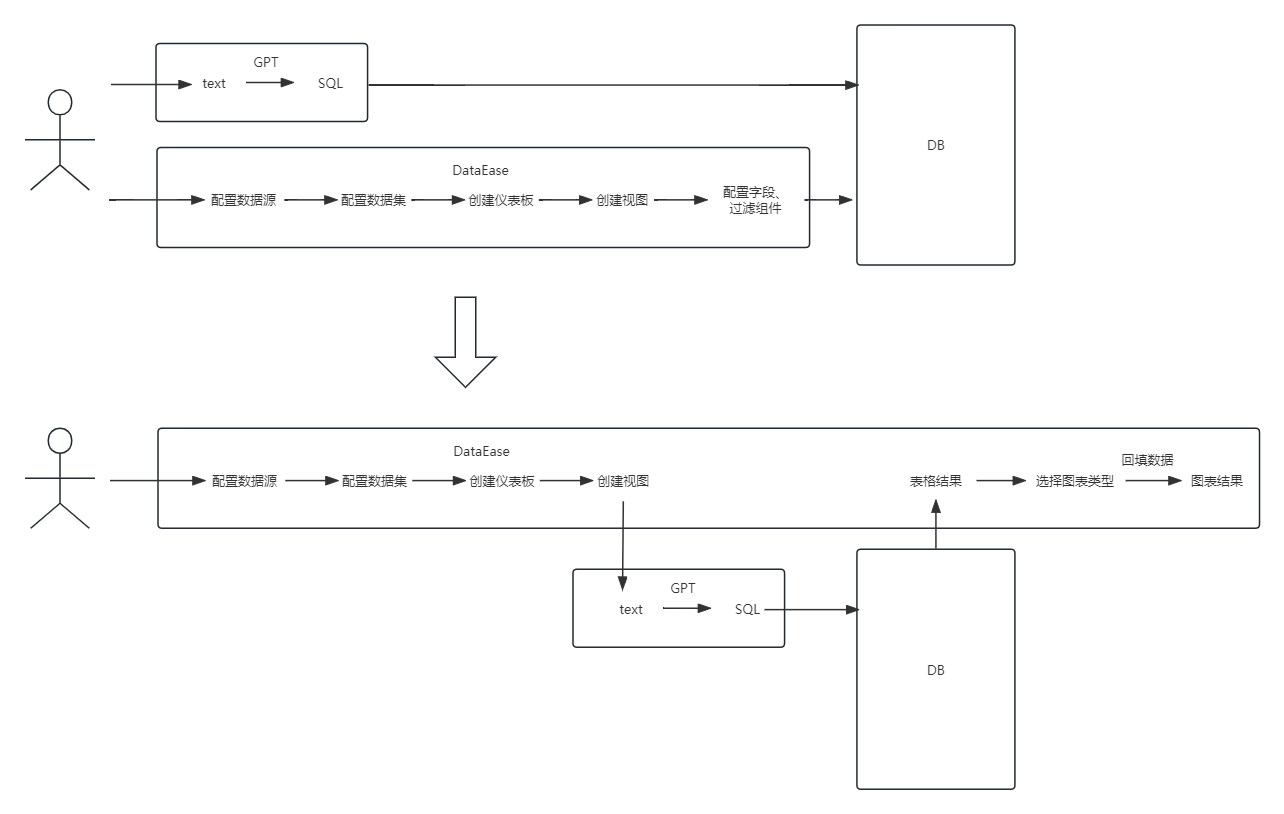 GPT
text
SQL
DB
DataEase
配置数据源
配置数据集
创建仪表板
创建视图
配置字段、
过滤组件
DataEase
配置数据源
配置数据集
创建仪表板
创建视图
表格结果
选择图表类型
回填数据
图表结果
GPT
text
SQL
DB